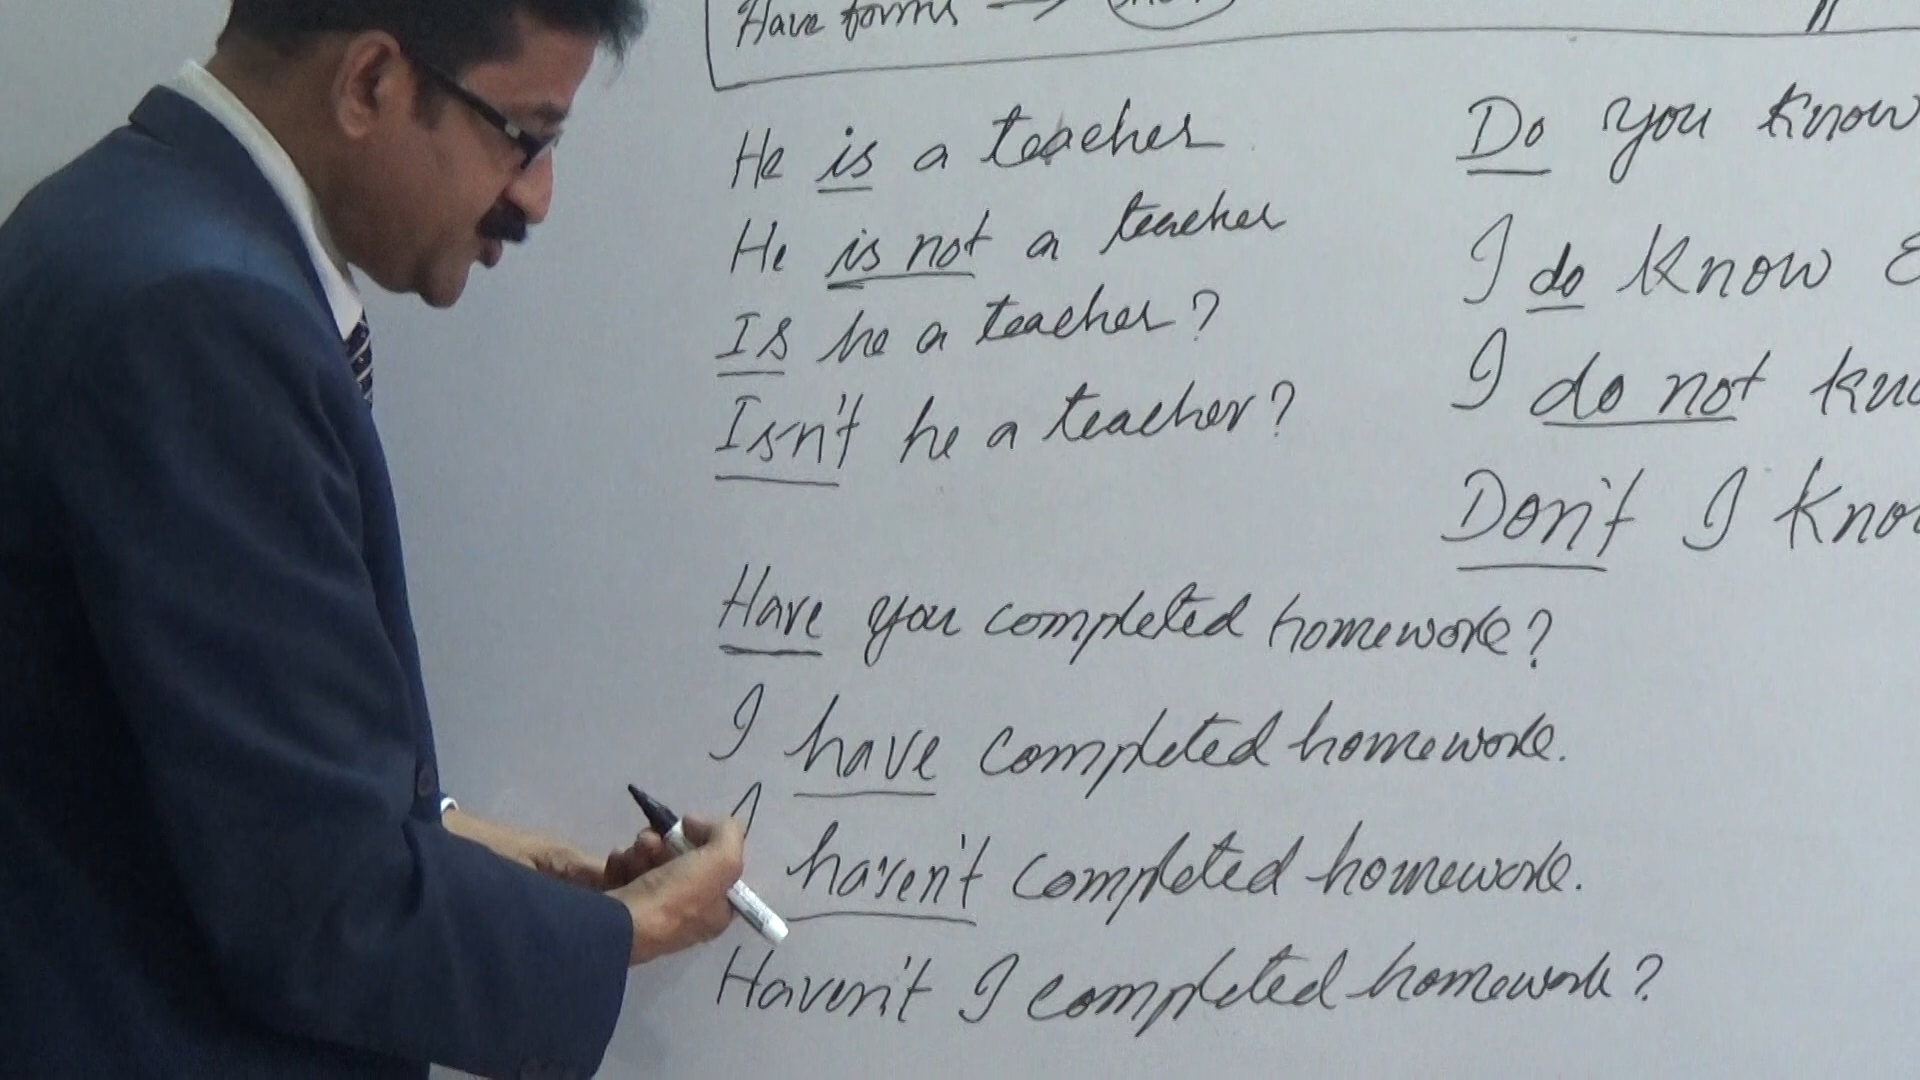 Have forms →
He is a teacher
He is not a teacher
Is he a teacher?
Isn't he a teacher?
Have you completed homework?
I have completed homework.
I haven't completed homework.
Haven't I completed homework?
Do you know
I do know E
I do not kno
Don't I kno